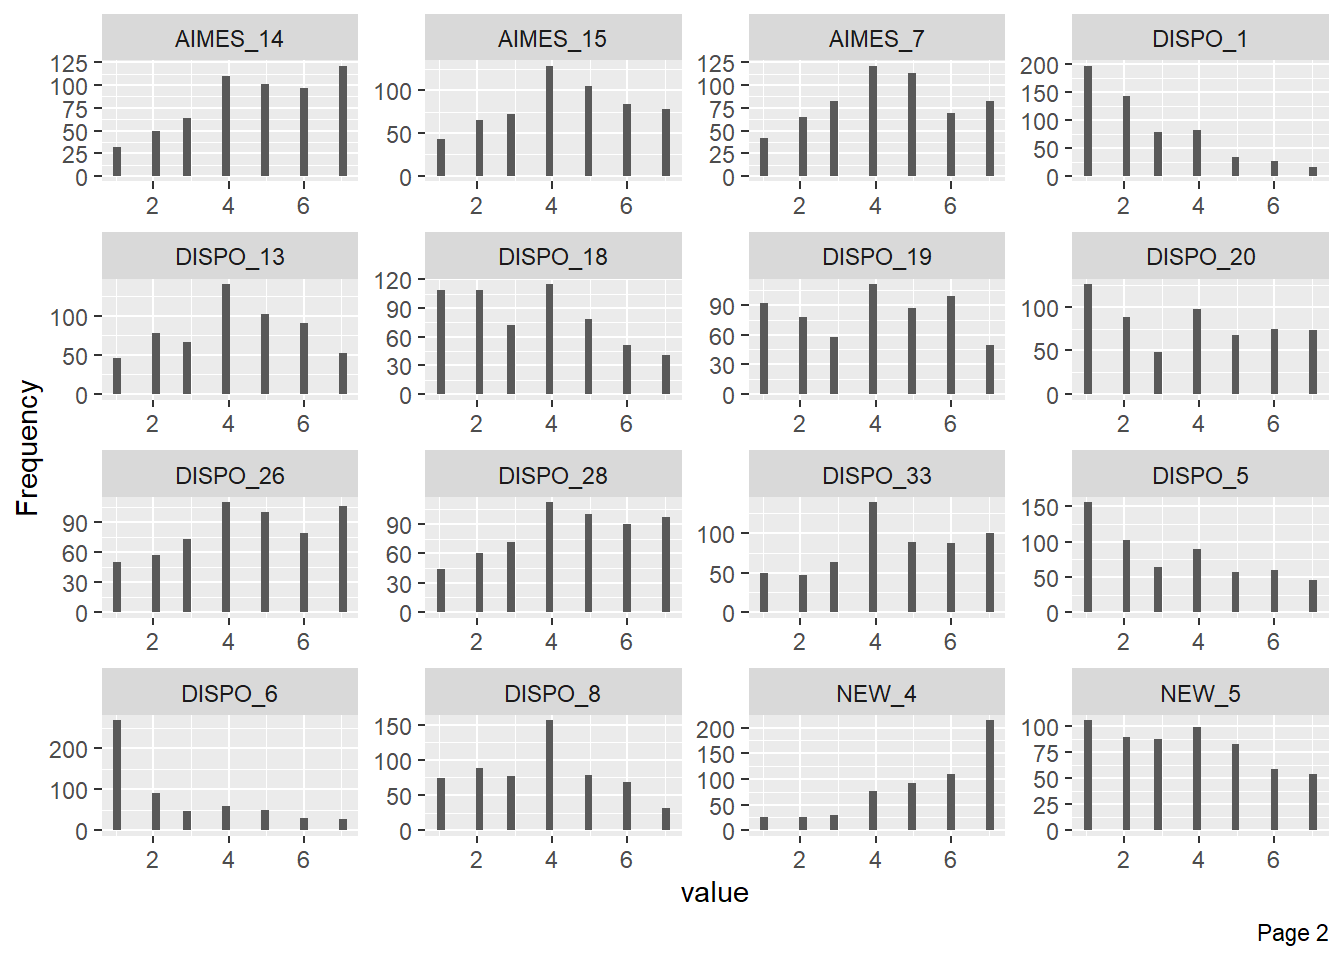 AIMES_14 AIMES_15 AIMES_7 DISPO_1
125 100 75 50 25 0
100 50 0
125 100 75 50 25 0
200 150 100 50 0
2 4 6 2 4 6 2 4 6 2 4 6
DISPO_13 DISPO_18 DISPO_19 DISPO_20
100 50 0
120 90 60 30 0
90 60 30 0
100 50 0
2 4 6 2 4 6 2 4 6 2 4 6
DISPO_26 DISPO_28 DISPO_33 DISPO_5
90 60 30 0
90 60 30 0
100 50 0
150 100 50 0
2 4 6 2 4 6 2 4 6 2 4 6
DISPO_6 DISPO_8 NEW_4 NEW_5
200 100 0
150 100 50 0
200 150 100 50 0
100 75 50 25 0
2 4 6 2 4 6 2 4 6 2 4 6
Frequency
value
Page 2